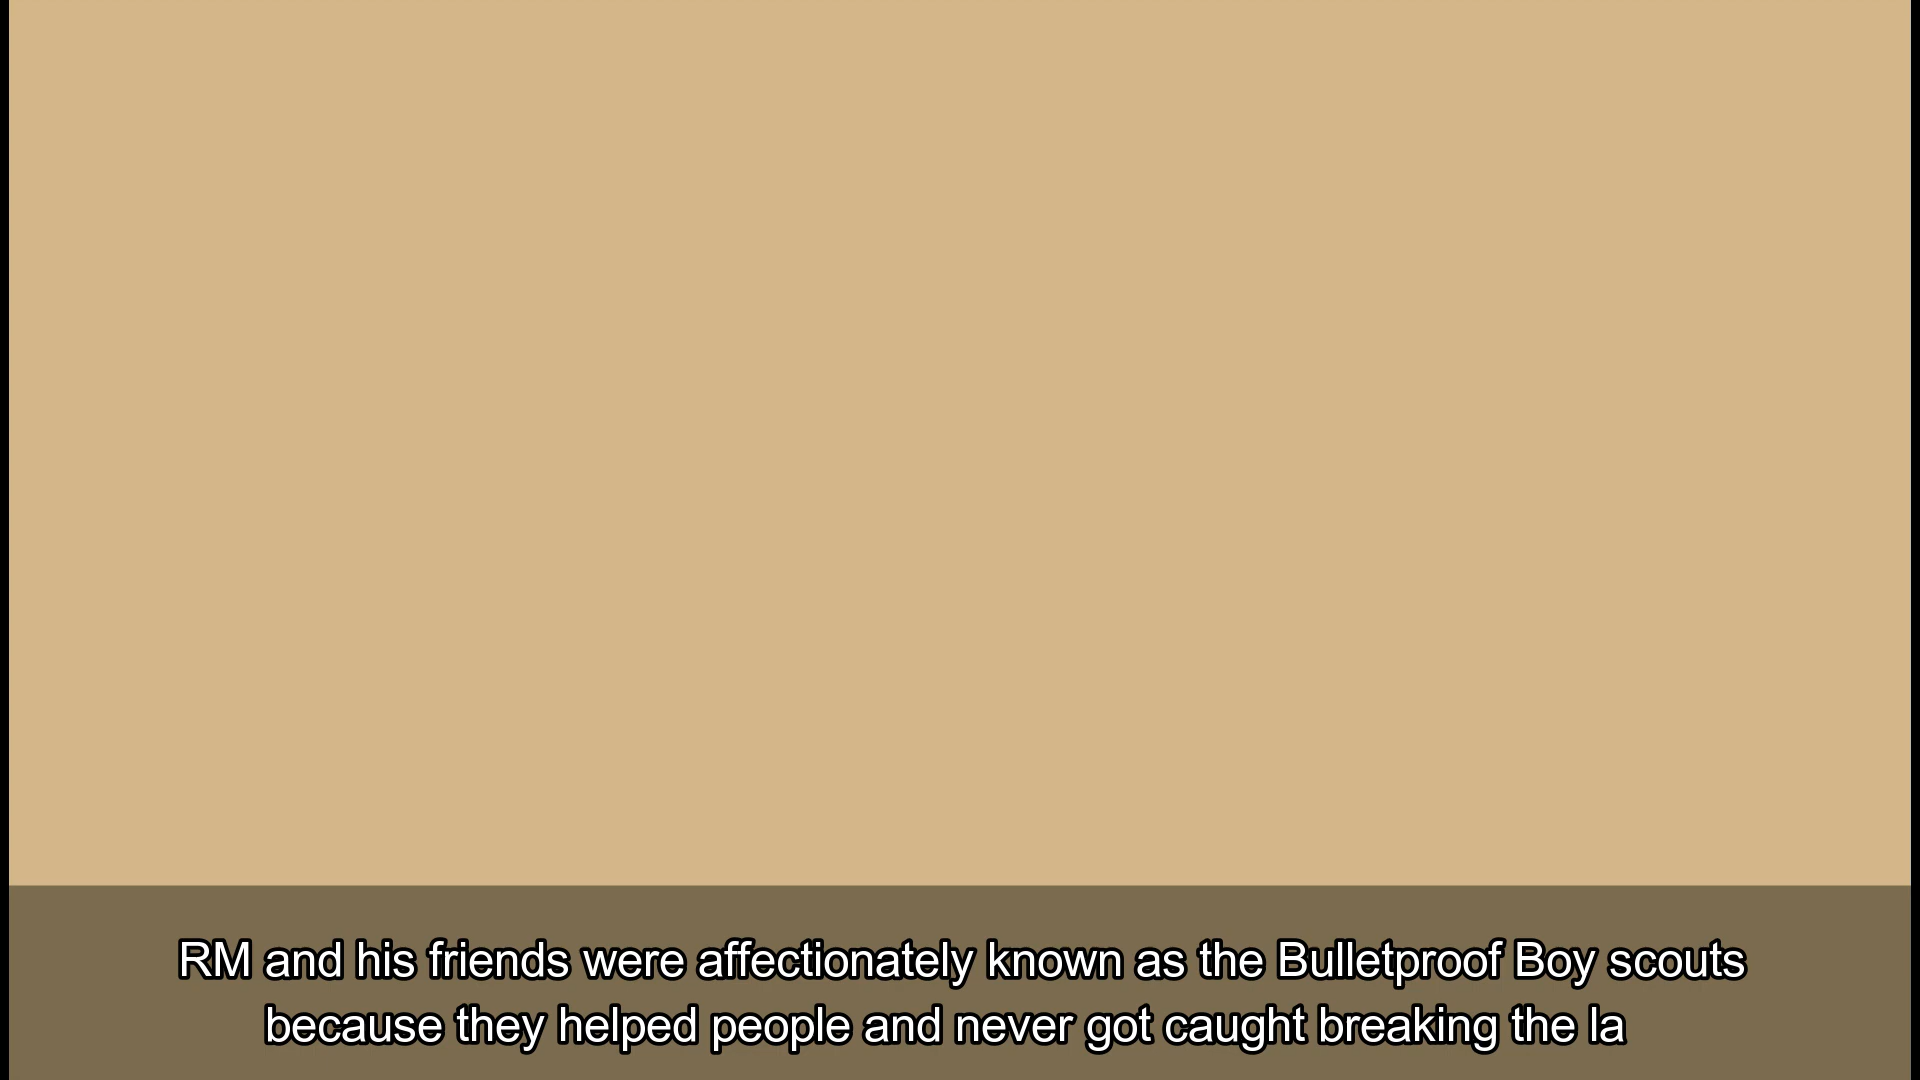 RM and his friends were affectionately known as the Bulletproof Boy scouts
because they helped people and never got caught breaking the la